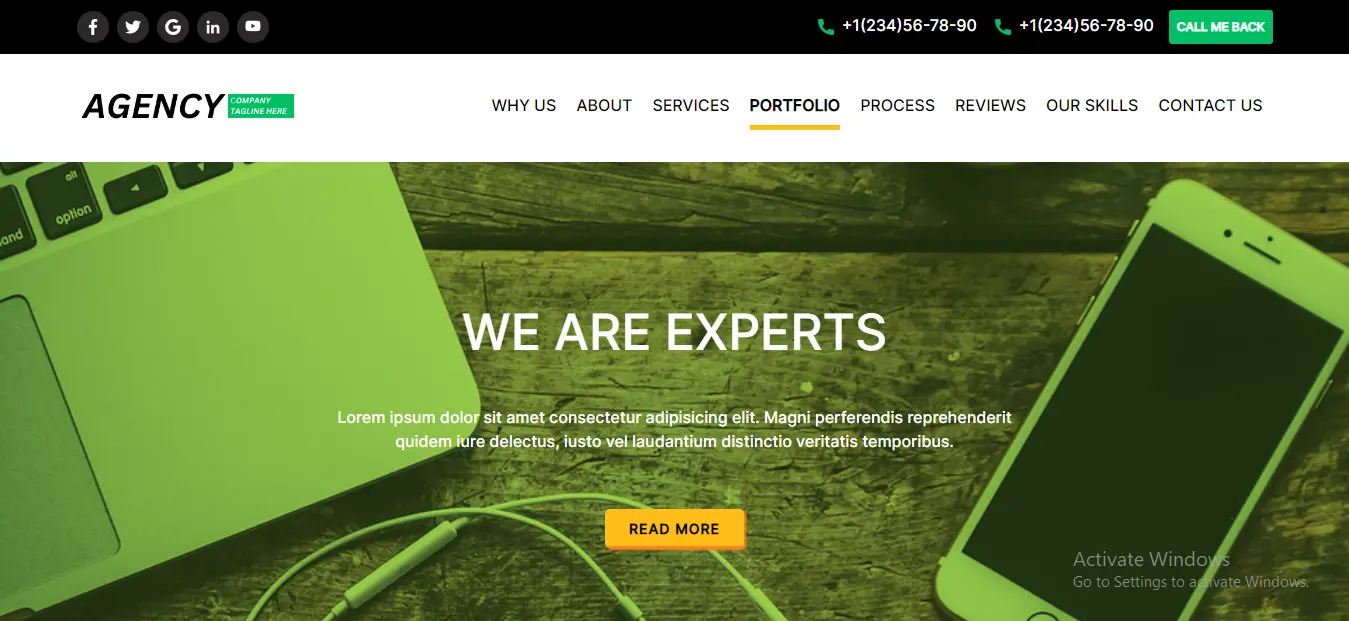 +1(234)56-78-90 +1(234)56-78-90 CALL ME BACK
AGENCY COMPANY
TAGLINE HERE
WHY US ABOUT SERVICES PORTFOLIO PROCESS REVIEWS OUR SKILLS CONTACT US
alt
option
and
WE ARE EXPERTS
Lorem ipsum dolor sit amet consectetur adipisicing elit. Magni perferendis reprehenderit
quidem iure delectus, iusto vel laudantium distinctio veritatis temporibus.
READ MORE
Activate Windows
Go to Settings to activate Windows.